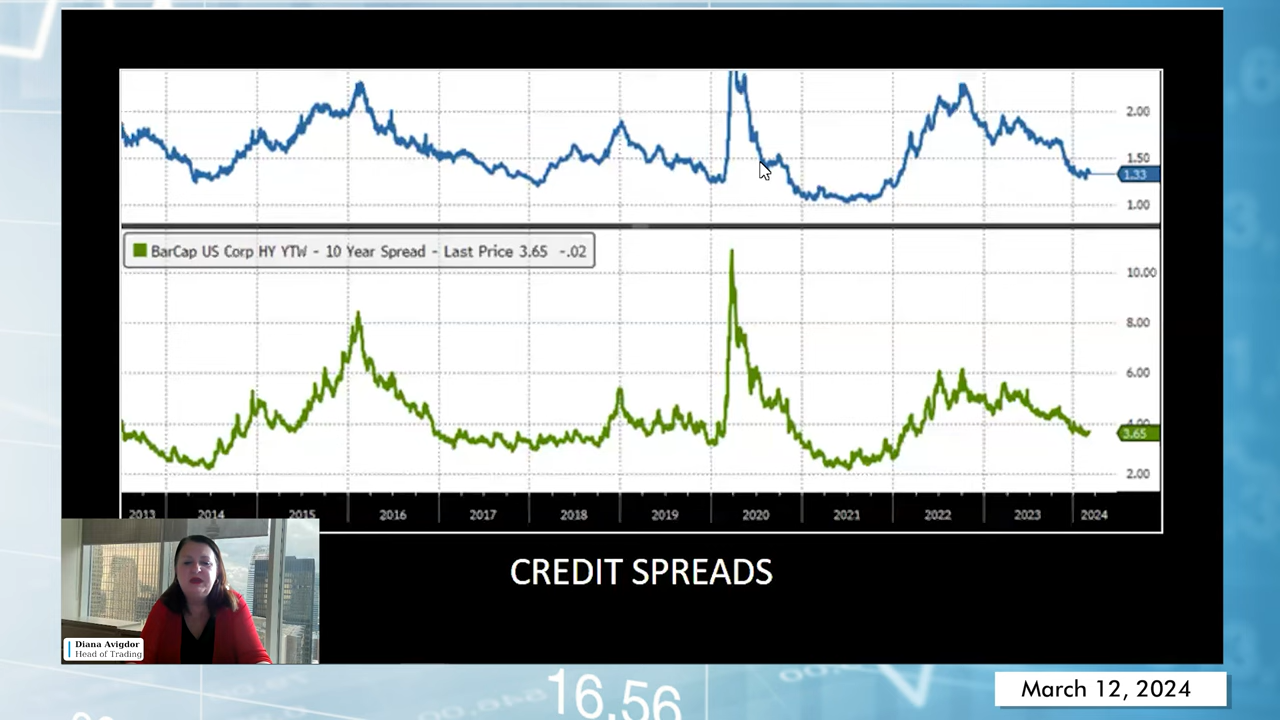 2.00
1.50
1.33
1.00
BarCap US Corp HY YTW - 10 Year Spread - Last Price 3.65 -.02
10.00
8.00
6.00
4.00
3.65
2.00
2013 2014 2015 2016 2017 2018 2019 2020 2021 2022 2023 2024
CREDIT SPREADS
Diana Avigdor
Head of Trading
16.56
March 12, 2024